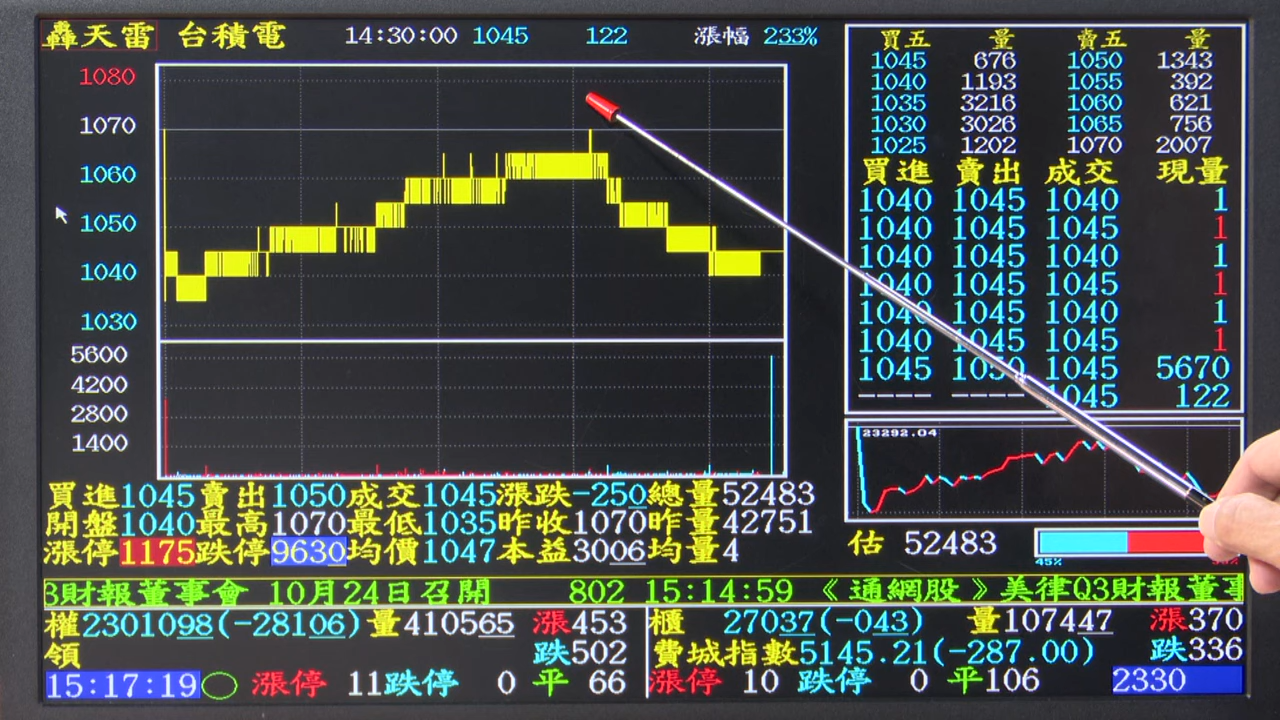 轟天雷 台積電 14:30:00 1045 122 漲幅 233%
1080
1070
1060
1050
1040
1030
5600
4200
2800
1400
買五 量 賣五 量
1045 676 1050 1343
1040 1193 1055 392
1035 3216 1060 621
1030 3026 1065 756
1025 1202 1070 2007
買進 賣出 成交 現量
1040 1045 1040 1
1040 1045 1045 1
1040 1045 1040 1
1040 1045 1045 1
1040 1045 1040 1
1040 1045 1045 1
1045 1050 1045 5670
---- ---- 1045 122
23292.04
買進1045賣出1050成交1045漲跌-250總量52483
開盤1040最高1070最低1035昨收1070昨量42751
漲停1175跌停9630均價1047本益3006均量4
估 52483
45%
3財報董事會 10月24日召開 802 15:14:59 《通網股》美律Q3財報董事
權2301098(-28106)量41056​5 漲453
領 跌502
15:17:19 漲停 11跌停 0 平 66
櫃 27037(-043) 量107447 漲370
費城指數5145.21(-287.00) 跌336
漲停 10 跌停 0 平106 2330